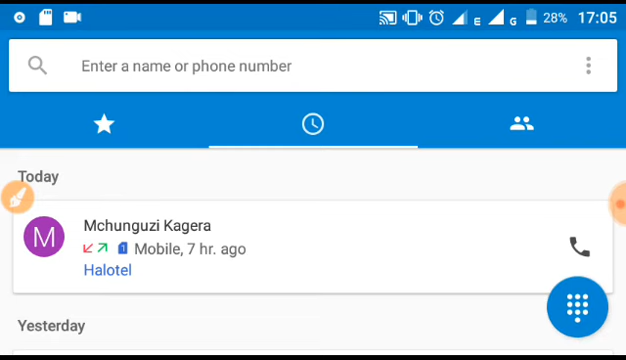 E G 28% 17:05
Enter a name or phone number
Today
M Mchunguzi Kagera
1 Mobile, 7 hr. ago
Halotel
Yesterday